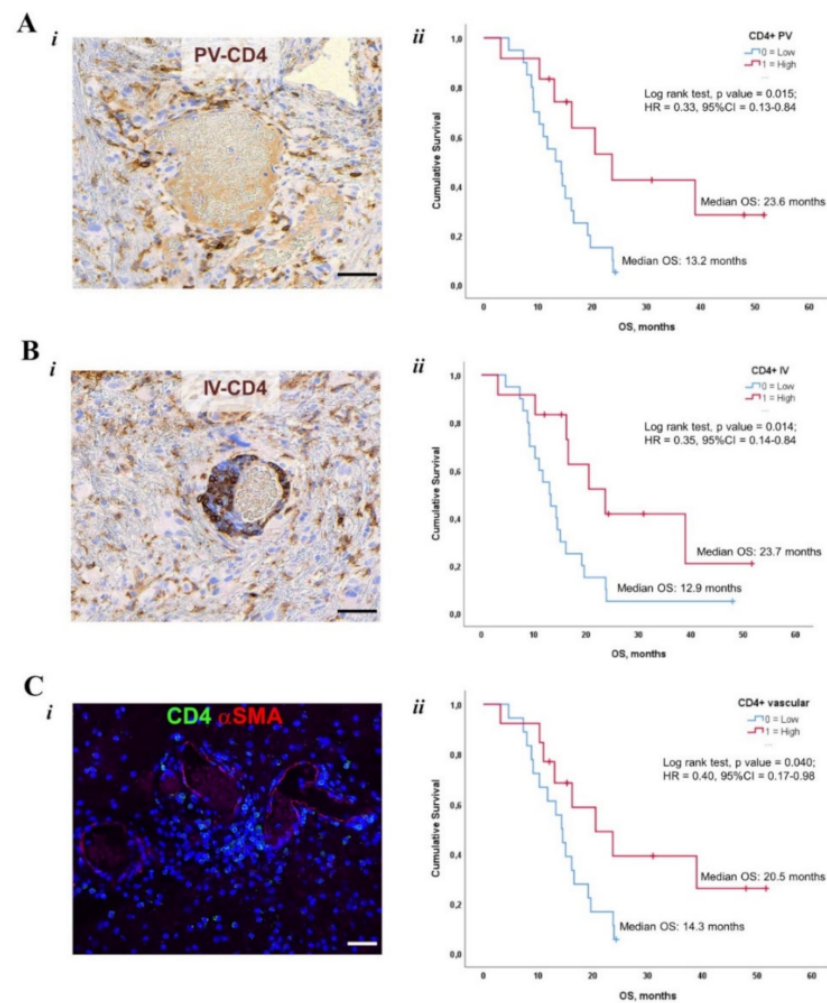 A
i
PV-CD4
ii
CD4+ PV
0 = Low
1 = High
Log rank test, p value = 0.015;
HR = 0.33, 95%CI = 0.13-0.84
Cumulative Survival
1,0
0,8
0,6
0,4
0,2
0,0
Median OS: 23.6 months
Median OS: 13.2 months
0 10 20 30 40 50 60
OS, months
B
i
IV-CD4
ii
CD4+ IV
0 = Low
1 = High
Log rank test, p value = 0.014;
HR = 0.35, 95%CI = 0.14-0.84
Cumulative Survival
1,0
0,8
0,6
0,4
0,2
0,0
Median OS: 23.7 months
Median OS: 12.9 months
0 10 20 30 40 50 60
OS, months
C
i
CD4 αSMA
ii
CD4+ vascular
0 = Low
1 = High
Log rank test, p value = 0.040;
HR = 0.40, 95%CI = 0.17-0.98
Cumulative Survival
1,0
0,8
0,6
0,4
0,2
0,0
Median OS: 20.5 months
Median OS: 14.3 months
0 10 20 30 40 50 60
OS, months